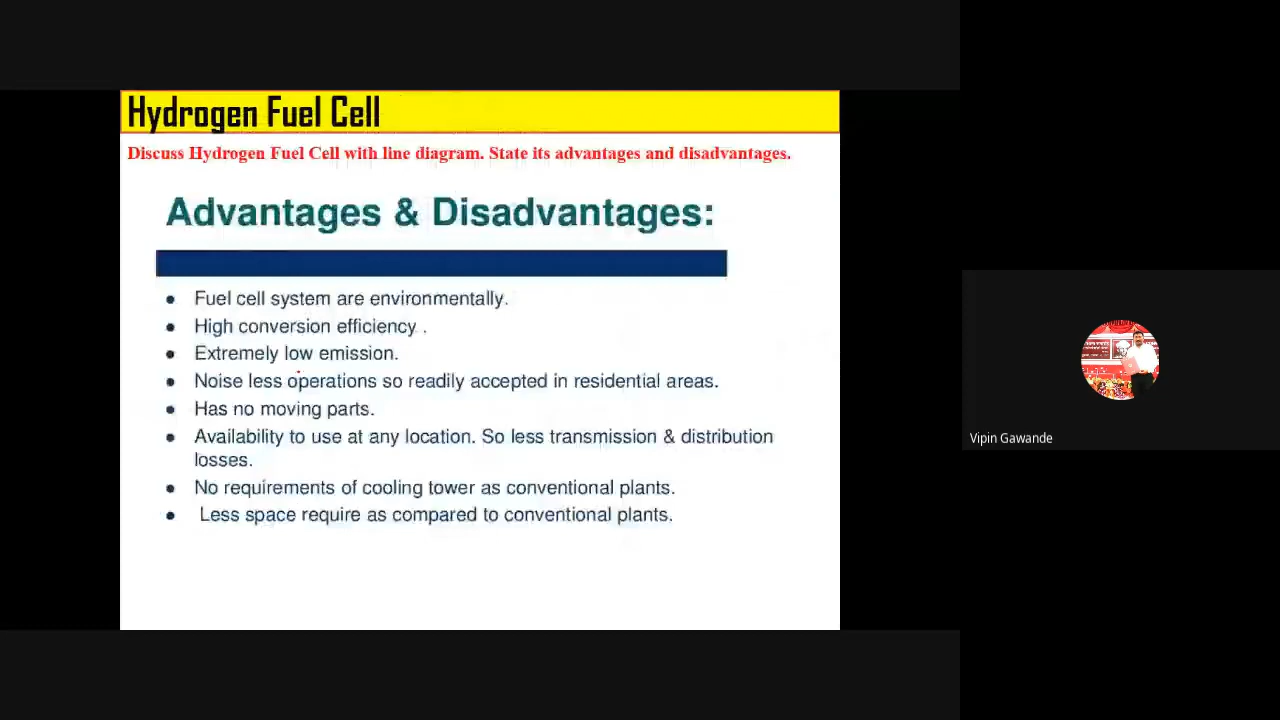 Hydrogen Fuel Cell
Discuss Hydrogen Fuel Cell with line diagram. State its advantages and disadvantages.
Advantages & Disadvantages:
● Fuel cell system are environmentally.
● High conversion efficiency .
● Extremely low emission.
● Noise less operations so readily accepted in residential areas.
● Has no moving parts.
● Availability to use at any location. So less transmission & distribution
losses.
● No requirements of cooling tower as conventional plants.
● Less space require as compared to conventional plants.
Vipin Gawande